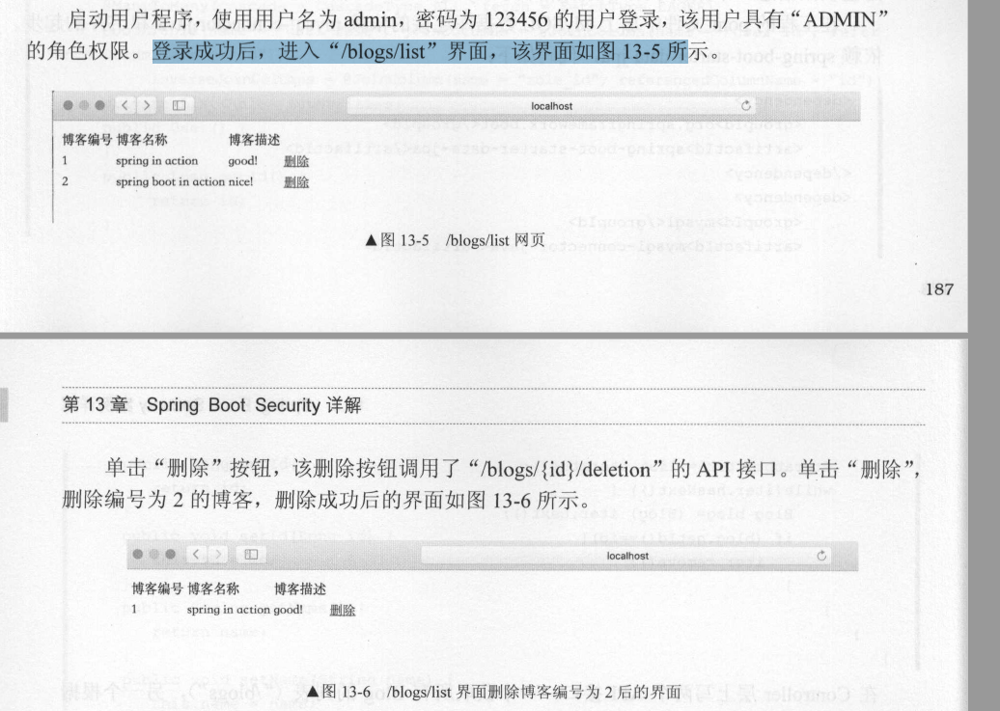 启动用户程序，使用用户名为 admin，密码为 123456 的用户登录，该用户具有“ADMIN”
的角色权限。登录成功后，进入“/blogs/list”界面，该界面如图 13-5 所示。
localhost
博客编号 博客名称 博客描述
1 spring in action good! 删除
2 spring boot in action nice! 删除
▲图 13-5 /blogs/list 网页
187
第 13 章 Spring Boot Security 详解
单击“删除”按钮，该删除按钮调用了“/blogs/{id}/deletion”的 API 接口。单击“删除”，
删除编号为 2 的博客，删除成功后的界面如图 13-6 所示。
localhost
博客编号 博客名称 博客描述
1 spring in action good! 删除
▲图 13-6 /blogs/list 界面删除博客编号为 2 后的界面